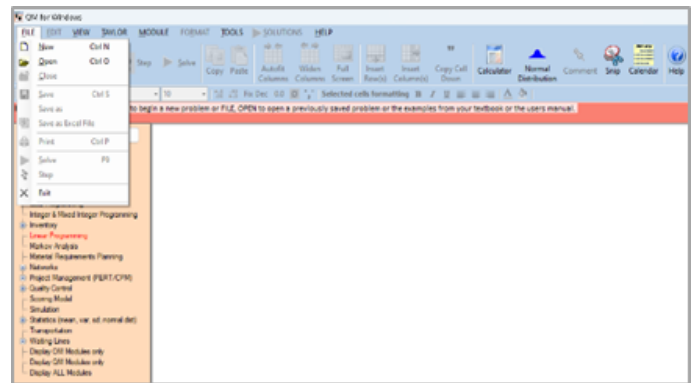 QM for Windows
FILE EDIT VIEW TAYLOR MODULE FORMAT TOOLS SOLUTIONS HELP
New Ctrl N
Open Ctrl O
Close
Save Ctrl S
Save as
Save as Excel File
Print Ctrl P
Solve F9
Step
Exit
Step Solve
Copy Paste
Autofit Columns
Widen Columns
Full Screen
Insert Row(s)
Insert Column(s)
Copy Cell Down
Calculator
Normal Distribution
Comment Snip Calendar Help
10 Fix Dec 0.0 Selected cells formatting B I U
to begin a new problem or FILE, OPEN to open a previously saved problem or the examples from your textbook or the users manual.
Integer & Mixed Integer Programming
Inventory
Linear Programming
Markov Analysis
Material Requirements Planning
Networks
Project Management (PERT/CPM)
Quality Control
Scoring Model
Simulation
Statistics (mean, var, sd, normal dist)
Transportation
Waiting Lines
Display OM Modules only
Display QM Modules only
Display ALL Modules